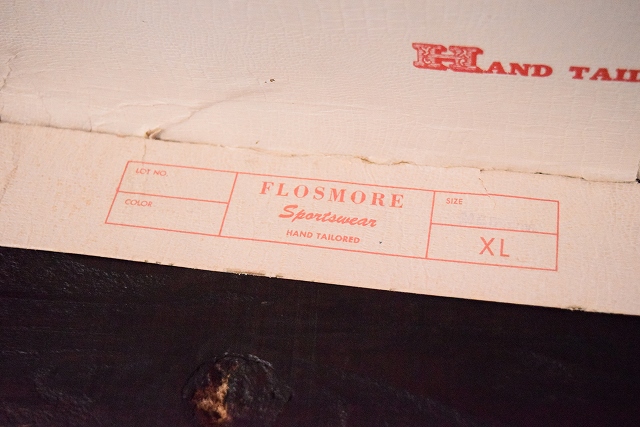 HAND TAIL
LOT NO.
COLOR
FLOSMORE
Sportswear
HAND TAILORED
SIZE
XL